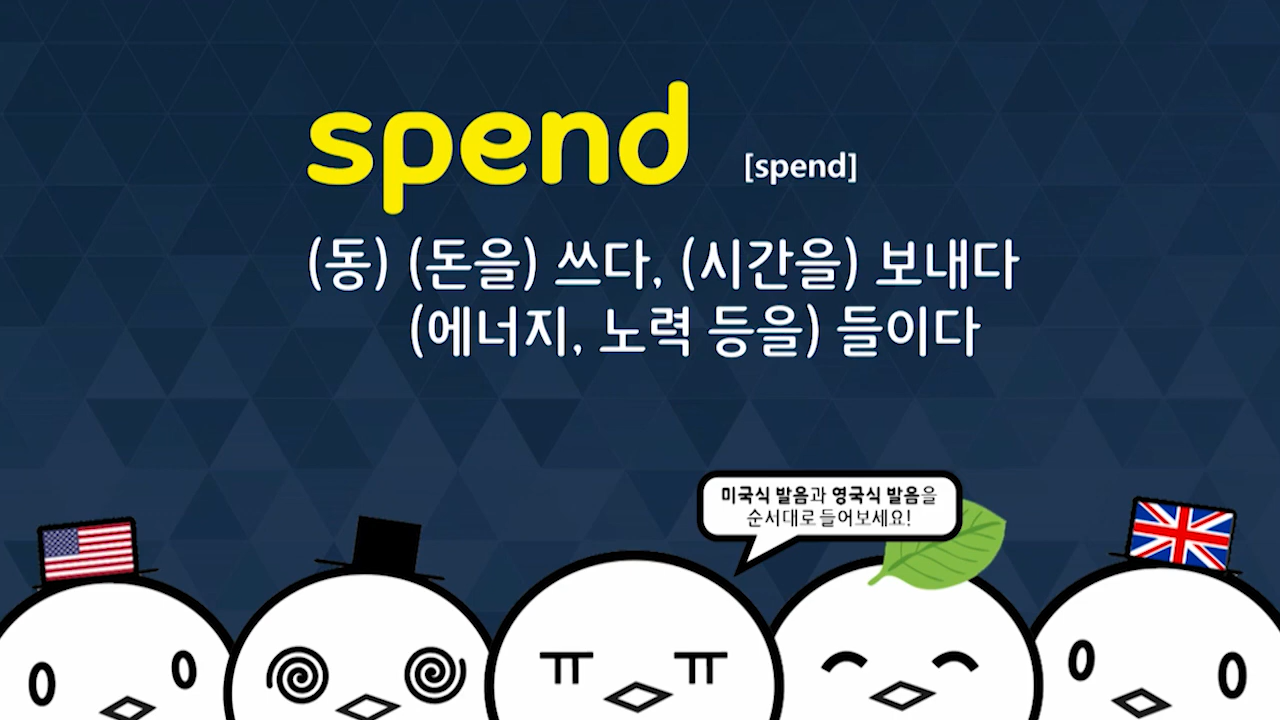 spend [spend]
(동) (돈을) 쓰다, (시간을) 보내다
(에너지, 노력 등을) 들이다
미국식 발음과 영국식 발음을
순서대로 들어보세요!